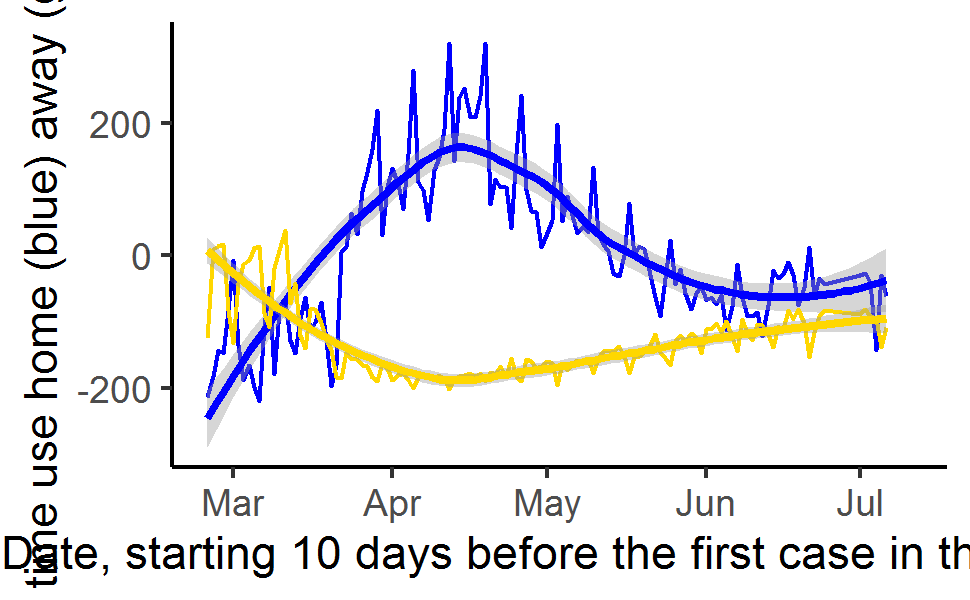 time use home (blue) away (
200
0
-200
Mar Apr May Jun Jul
Date, starting 10 days before the first case in th